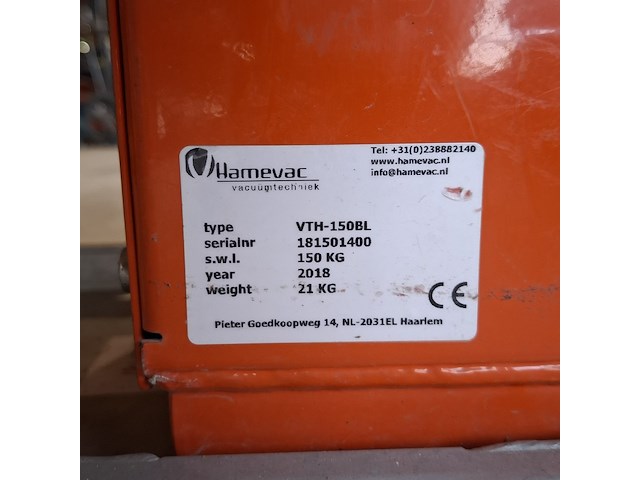 Hamevac
vacuümtechniek
Tel: +31(0)238882140
www.hamevac.nl
info@hamevac.nl
type VTH-150BL
serialnr 181501400
s.w.l. 150 KG
year 2018
weight 21 KG
CE
Pieter Goedkoopweg 14, NL-2031EL Haarlem